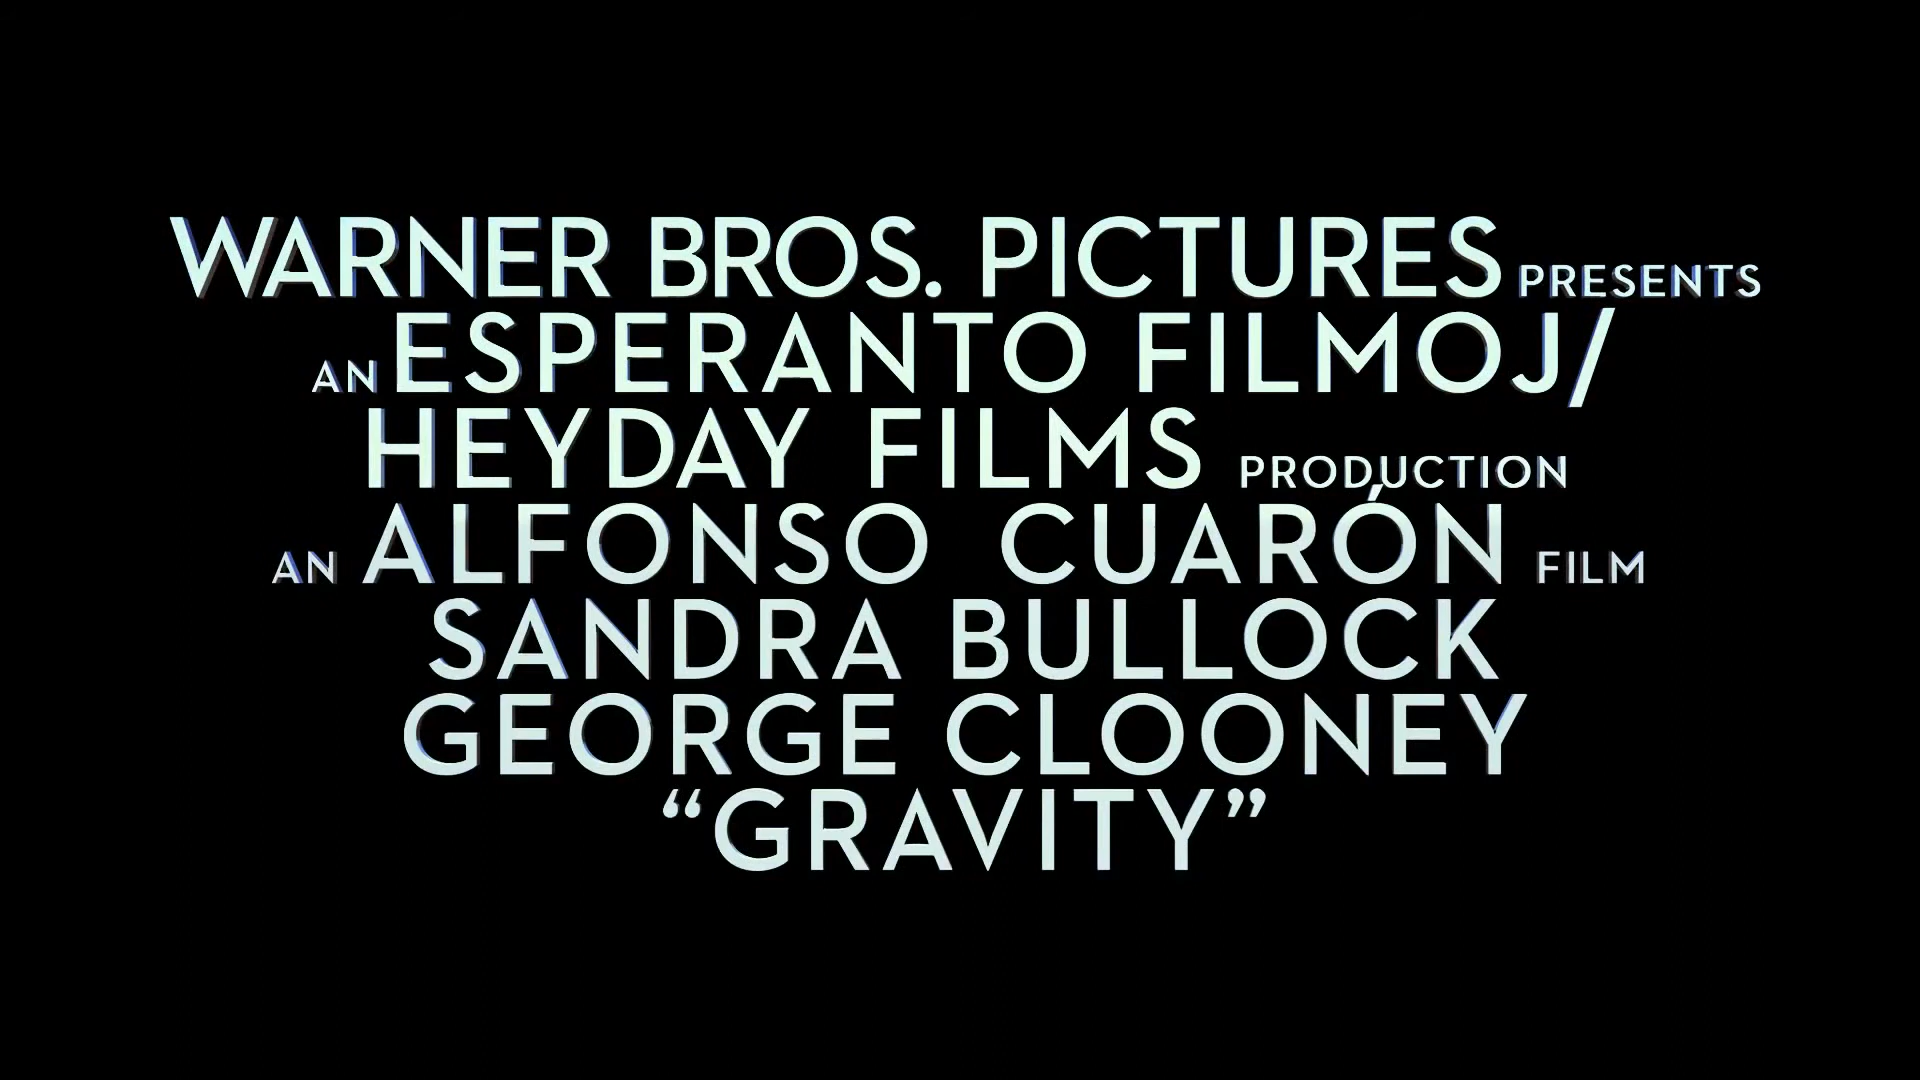 WARNER BROS. PICTURES PRESENTS
AN ESPERANTO FILMOJ/
HEYDAY FILMS PRODUCTION
AN ALFONSO CUARÓN FILM
SANDRA BULLOCK
GEORGE CLOONEY
“GRAVITY”